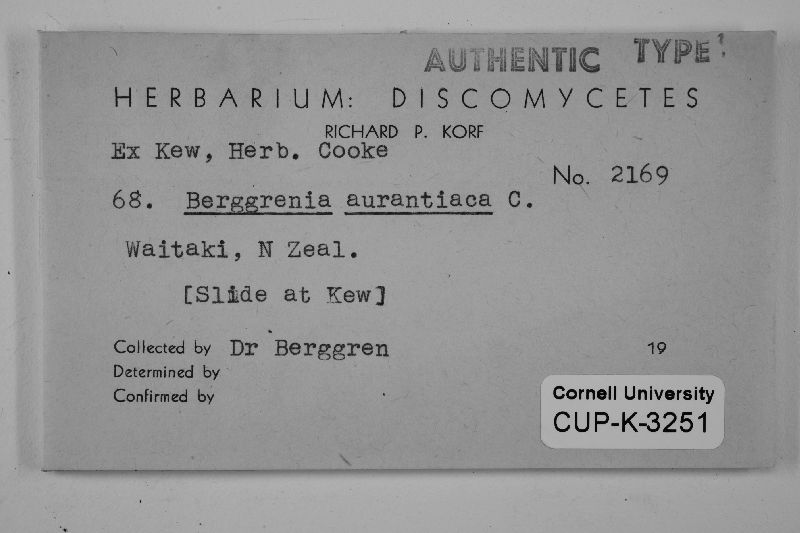 AUTHENTIC TYPE?
HERBARIUM: DISCOMYCETES
RICHARD P. KORF
Ex Kew, Herb. Cooke
No. 2169
68. Berggrenia aurantiaca C.
Waitaki, N Zeal.
[Slide at Kew]
Collected by Dr Berggren 19
Determined by
Confirmed by
Cornell University
CUP-K-3251